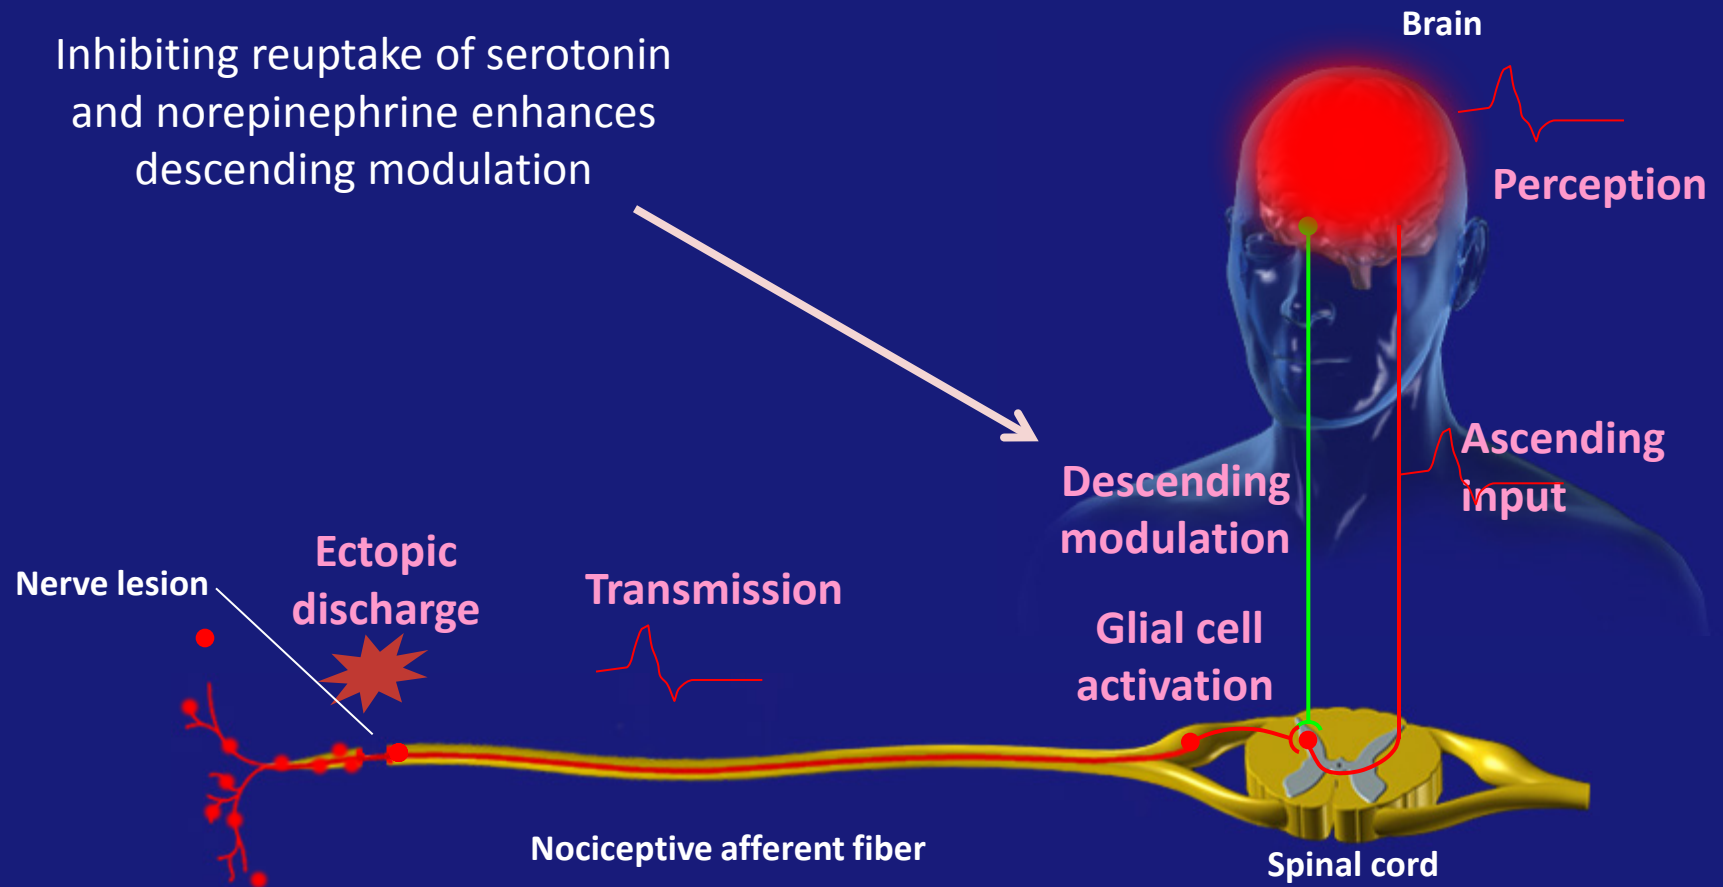 Inhibiting reuptake of serotonin
and norepinephrine enhances
descending modulation
Brain
Perception
Ascending
input
Descending
modulation
Ectopic
discharge
Nerve lesion
Transmission
Glial cell
activation
Nociceptive afferent fiber
Spinal cord